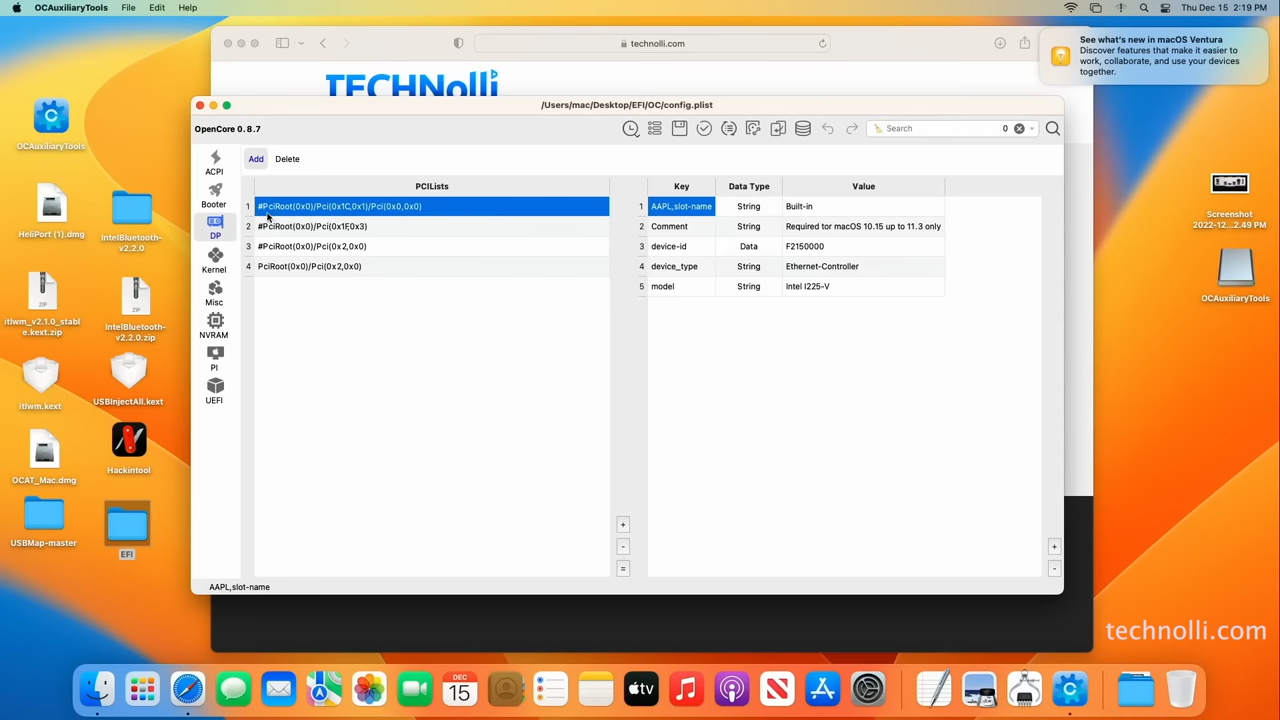 OCAuxiliaryTools File Edit Help
Thu Dec 15 2:19 PM
technolli.com
See what's new in macOS Ventura
Discover features that make it easier to
work, collaborate, and use your devices
together.
TECHNolli
/Users/mac/Desktop/EFI/OC/config.plist
OpenCore 0.8.7
Search 0
ACPI
Booter
DP
Kernel
Misc
NVRAM
PI
UEFI
Add Delete
PCILists
1 #PciRoot(0x0)/Pci(0x1C,0x1)/Pci(0x0,0x0)
2 #PciRoot(0x0)/Pci(0x1F,0x3)
3 #PciRoot(0x0)/Pci(0x2,0x0)
4 PciRoot(0x0)/Pci(0x2,0x0)
+
-
=
Key Data Type Value
1 AAPL,slot-name String Built-in
2 Comment String Required tor macOS 10.15 up to 11.3 only
3 device-id Data F2150000
4 device_type String Ethernet-Controller
5 model String Intel I225-V
+
-
AAPL,slot-name
OCAuxiliaryTools
HeliPort (1).dmg
IntelBluetooth-
v2.2.0
ZIP
itlwm_v2.1.0_stabl
e.kext.zip
ZIP
IntelBluetooth-
v2.2.0.zip
itlwm.kext
USBInjectAll.kext
OCAT_Mac.dmg
Hackintool
USBMap-master
EFI
Screenshot
2022-12...2.49 PM
OCAuxiliaryTools
technolli.com
DEC
15
tv